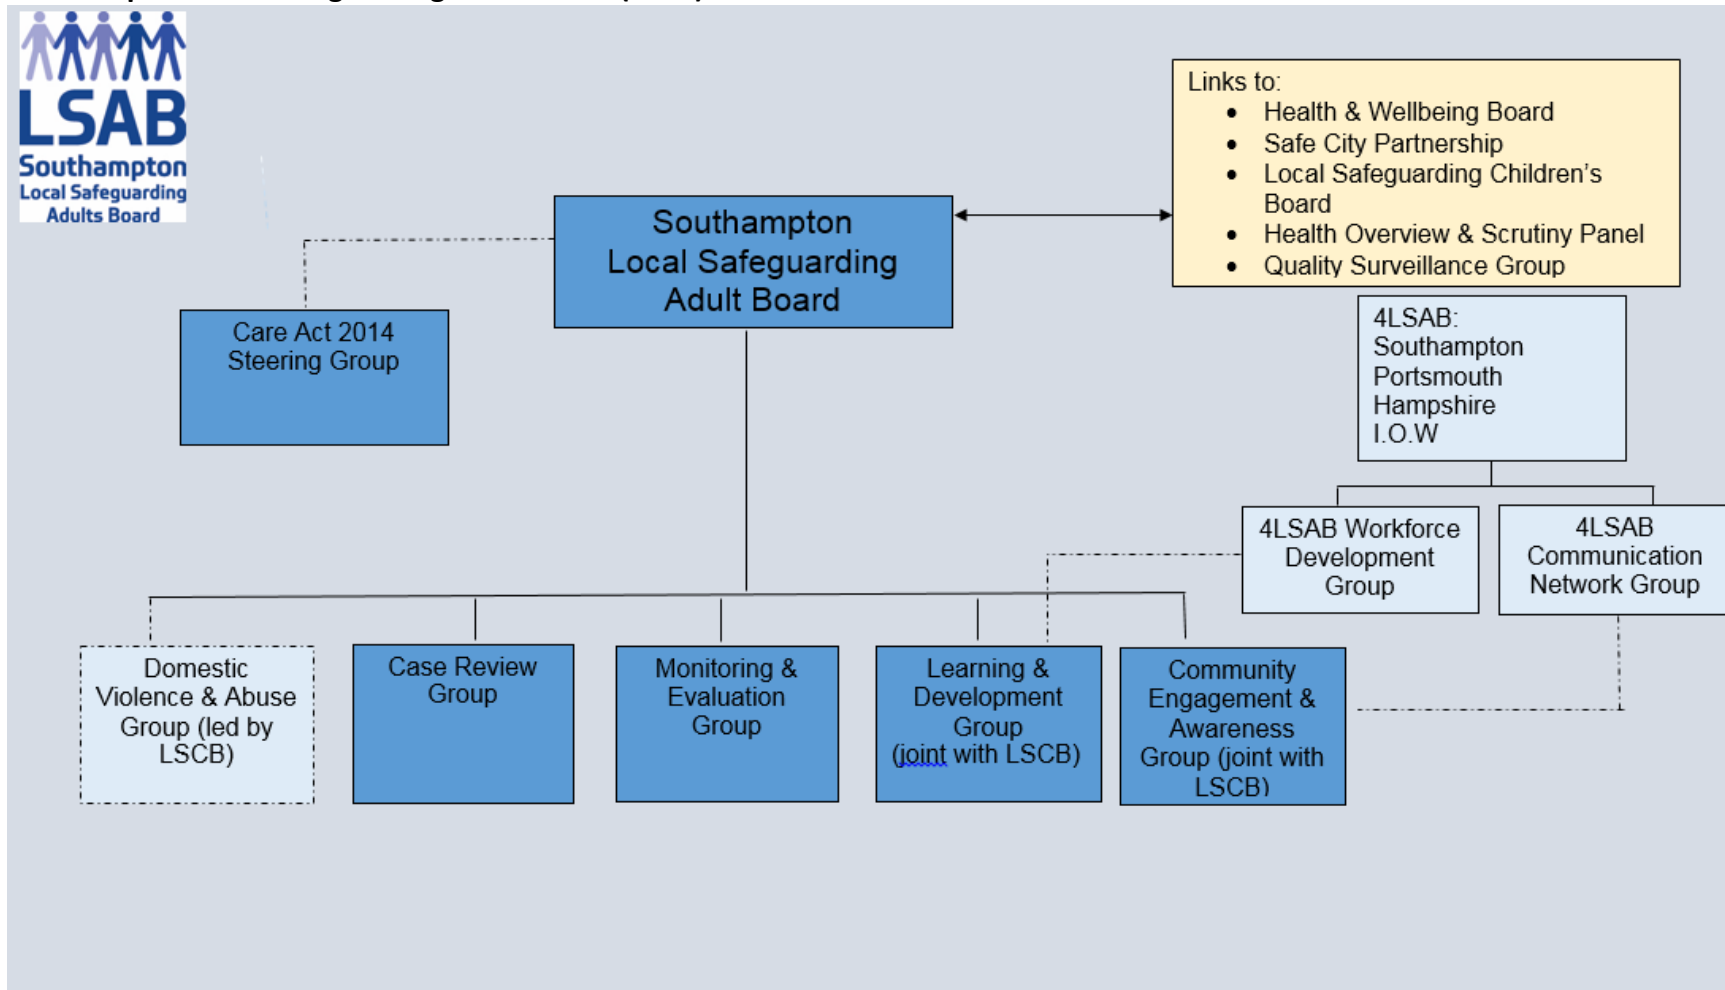 LSAB
Southampton
Local Safeguarding
Adults Board
Links to:
• Health & Wellbeing Board
• Safe City Partnership
• Local Safeguarding Children’s
Board
• Health Overview & Scrutiny Panel
• Quality Surveillance Group
Southampton
Local Safeguarding
Adult Board
Care Act 2014
Steering Group
4LSAB:
Southampton
Portsmouth
Hampshire
I.O.W
4LSAB Workforce
Development
Group
4LSAB
Communication
Network Group
Domestic
Violence & Abuse
Group (led by
LSCB)
Case Review
Group
Monitoring &
Evaluation
Group
Learning &
Development
Group
(joint with LSCB)
Community
Engagement &
Awareness
Group (joint with
LSCB)